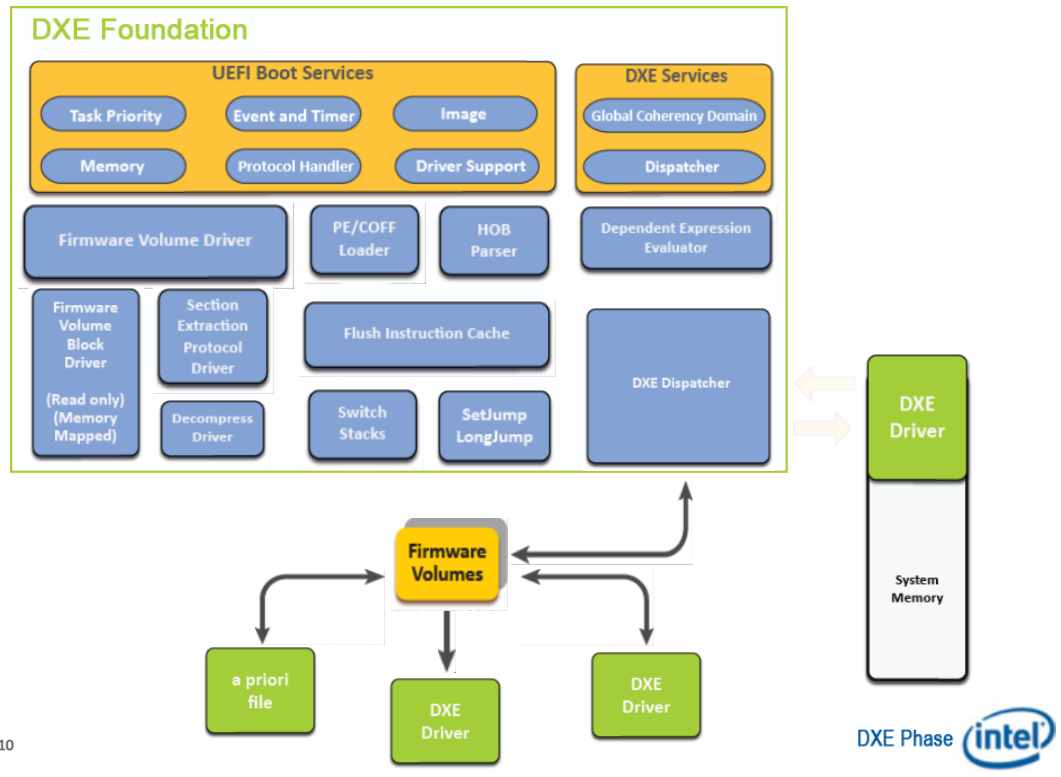 DXE Foundation
UEFI Boot Services
Task Priority
Event and Timer
Image
Memory
Protocol Handler
Driver Support
DXE Services
Global Coherency Domain
Dispatcher
Firmware Volume Driver
PE/COFF
Loader
HOB
Parser
Dependent Expression
Evaluator
Firmware
Volume
Block
Driver
(Read only)
(Memory
Mapped)
Section
Extraction
Protocol
Driver
Decompress
Driver
Flush Instruction Cache
Switch
Stacks
SetJump
LongJump
DXE Dispatcher
DXE
Driver
System
Memory
Firmware
Volumes
a priori
file
DXE
Driver
DXE
Driver
10
DXE Phase
intel